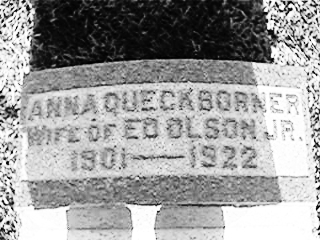 ANNA QUECKBORNER
WIFE OF ED OLSON JR.
1901—1922